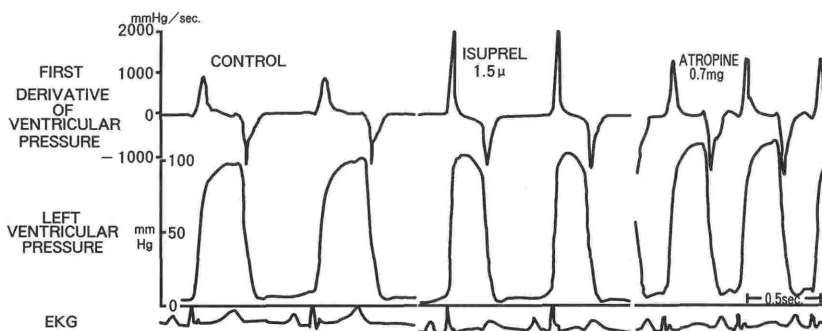 mmHg/sec.
2000
1000
0
— 1000
FIRST
DERIVATIVE
OF
VENTRICULAR
PRESSURE
CONTROL
ISUPREL
1.5μ
ATROPINE
0.7mg
100
50
0
mm
Hg
LEFT
VENTRICULAR
PRESSURE
0.5sec.
EKG